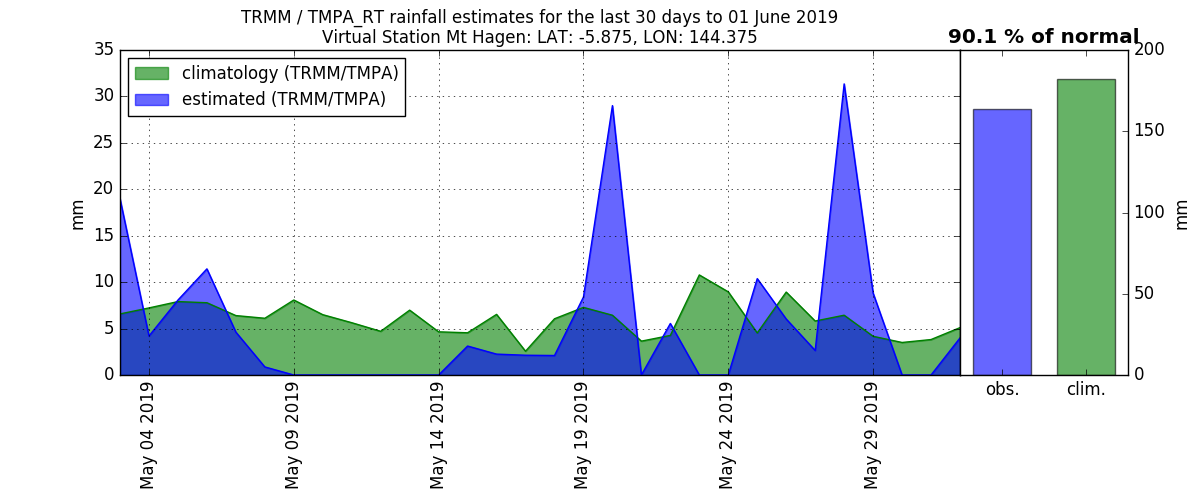 TRMM / TMPA_RT rainfall estimates for the last 30 days to 01 June 2019
Virtual Station Mt Hagen: LAT: -5.875, LON: 144.375
90.1 % of normal
climatology (TRMM/TMPA)
estimated (TRMM/TMPA)
mm
35
30
25
20
15
10
5
0
May 04 2019
May 09 2019
May 14 2019
May 19 2019
May 24 2019
May 29 2019
200
150
100
50
0
mm
obs.
clim.